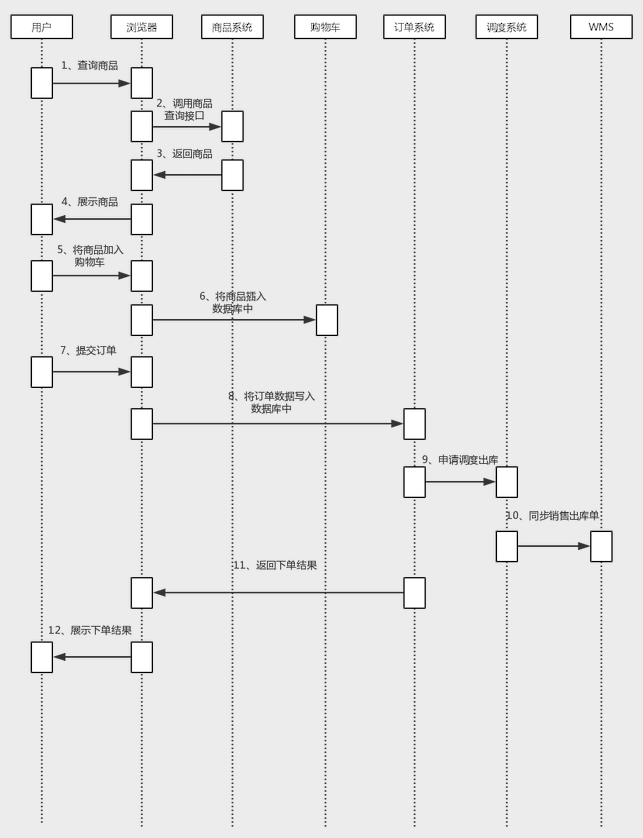 用户
浏览器
商品系统
购物车
订单系统
调度系统
WMS
1、查询商品
2、调用商品
查询接口
3、返回商品
4、展示商品
5、将商品加入
购物车
6、将商品插入
数据库中
7、提交订单
8、将订单数据写入
数据库中
9、申请调度出库
10、同步销售出库单
11、返回下单结果
12、展示下单结果